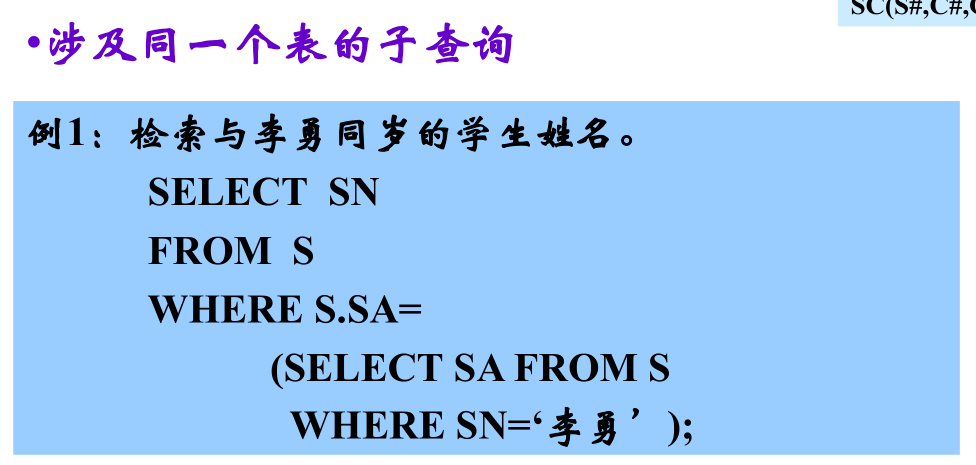 SC(S#,C#,
•涉及同一个表的子查询
例1：检索与李勇同岁的学生姓名。
SELECT SN
FROM S
WHERE S.SA=
(SELECT SA FROM S
WHERE SN=‘李勇’);